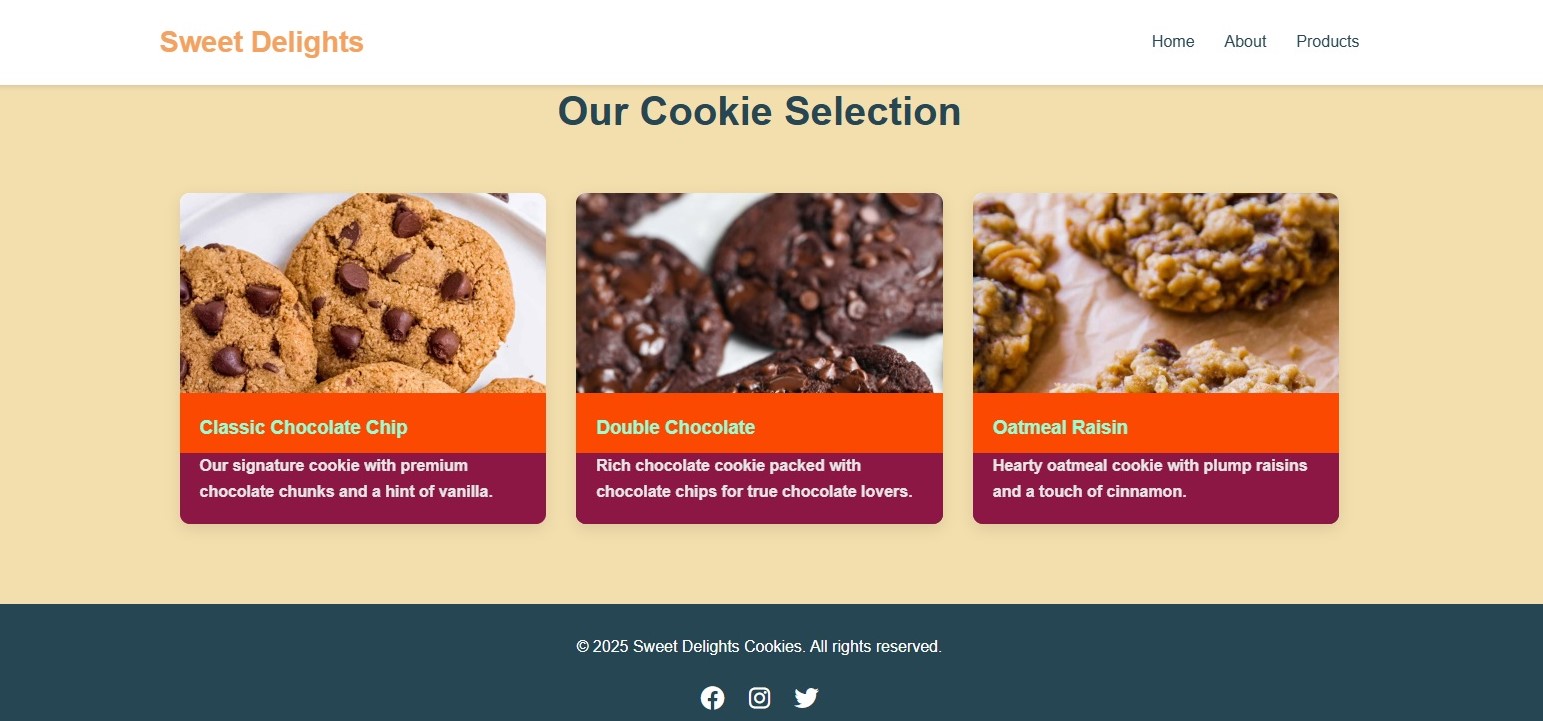 Sweet Delights
Home About Products
Our Cookie Selection
Classic Chocolate Chip
Our signature cookie with premium
chocolate chunks and a hint of vanilla.
Double Chocolate
Rich chocolate cookie packed with
chocolate chips for true chocolate lovers.
Oatmeal Raisin
Hearty oatmeal cookie with plump raisins
and a touch of cinnamon.
© 2025 Sweet Delights Cookies. All rights reserved.